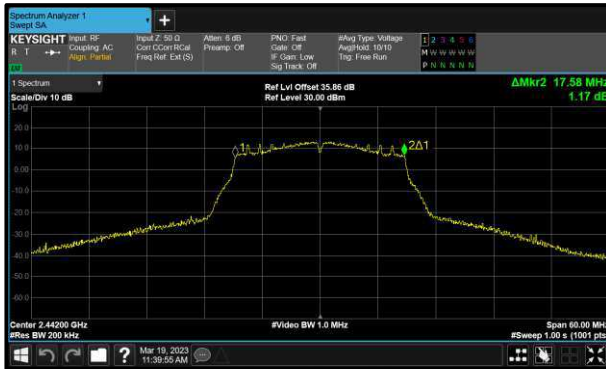 Spectrum Analyzer 1
Swept SA
+
KEYSIGHT
R T
Input: RF
Coupling: AC
Align: Partial
Input Z: 50 Ω
Corr CCorr RCal
Freq Ref: Ext (S)
Atten: 6 dB
Preamp: Off
PNO: Fast
Gate: Off
IF Gain: Low
Sig Track: Off
#Avg Type: Voltage
Avg|Hold: 10/10
Trig: Free Run
1 2 3 4 5 6
M W W W W W
P N N N N N
1 Spectrum
Scale/Div 10 dB
Ref Lvl Offset 35.86 dB
Ref Level 30.00 dBm
ΔMkr2 17.58 MHz
1.17 dB
Log
20.0
10.0
0.00
-10.0
-20.0
-30.0
-40.0
-50.0
-60.0
1
2Δ1
Center 2.44200 GHz
#Res BW 200 kHz
#Video BW 1.0 MHz
Span 60.00 MHz
#Sweep 1.00 s (1001 pts
?
Mar 19, 2023
11:39:55 AM